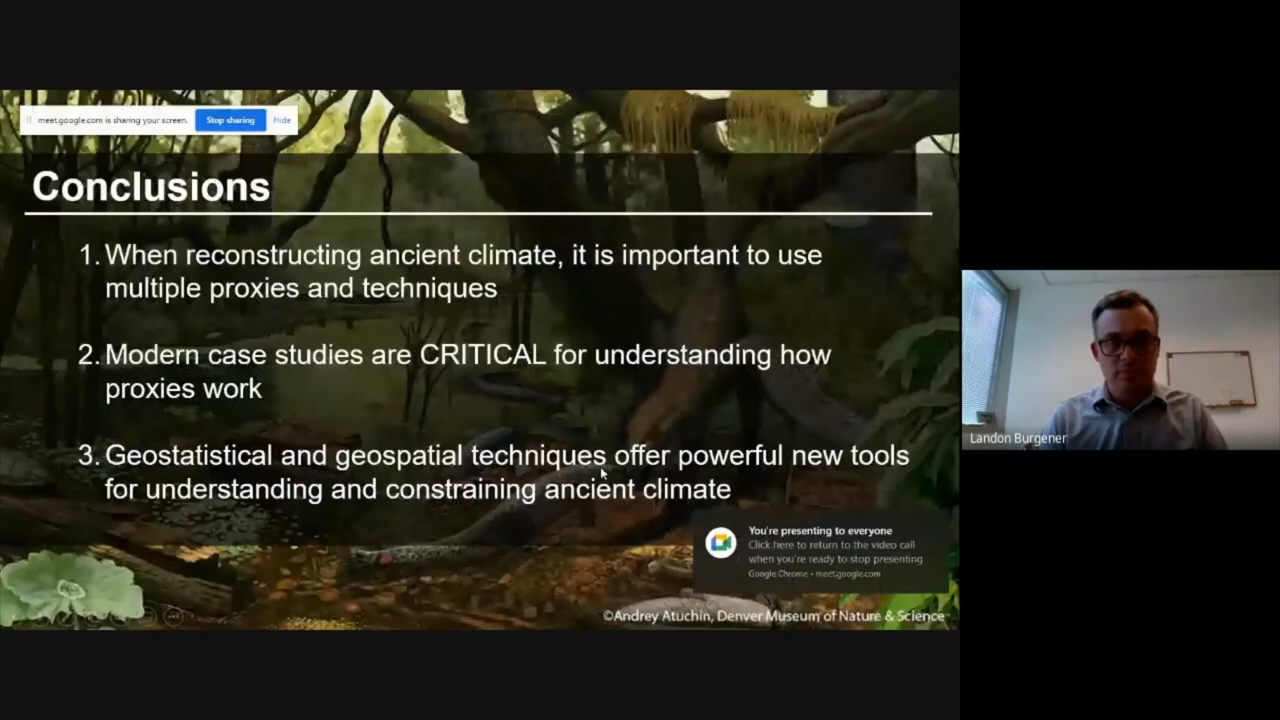 meet.google.com is sharing your screen.
Stop sharing
Hide
Conclusions
1. When reconstructing ancient climate, it is important to use
multiple proxies and techniques
2. Modern case studies are CRITICAL for understanding how
proxies work
3. Geostatistical and geospatial techniques offer powerful new tools
for understanding and constraining ancient climate
You're presenting to everyone
Click here to return to the video call
when you're ready to stop presenting
Google Chrome • meet.google.com
©Andrey Atuchin, Denver Museum of Nature & Science
Landon Burgener